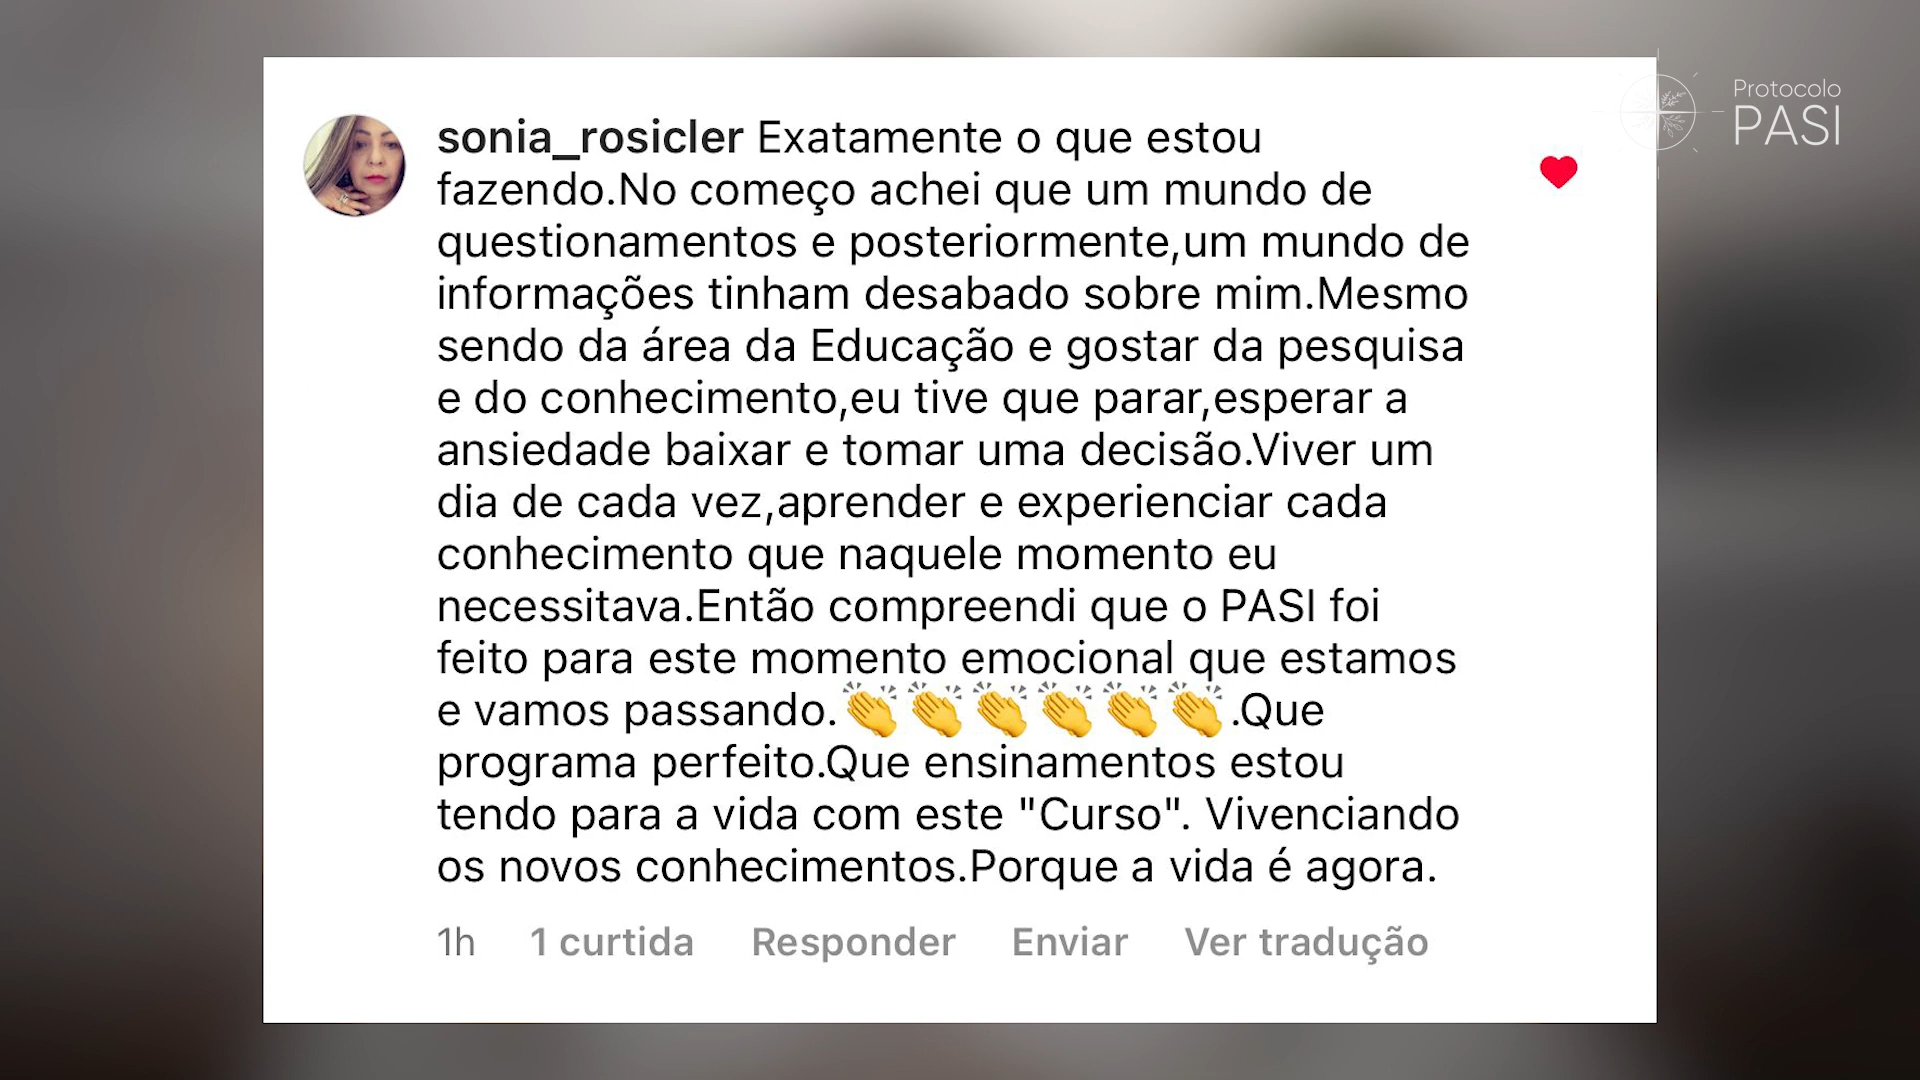 Protocolo
PASI
sonia_rosicler Exatamente o que estou
fazendo.No começo achei que um mundo de
questionamentos e posteriormente,um mundo de
informações tinham desabado sobre mim.Mesmo
sendo da área da Educação e gostar da pesquisa
e do conhecimento,eu tive que parar,esperar a
ansiedade baixar e tomar uma decisão.Viver um
dia de cada vez,aprender e experienciar cada
conhecimento que naquele momento eu
necessitava.Então compreendi que o PASI foi
feito para este momento emocional que estamos
e vamos passando.👏👏👏👏👏👏.Que
programa perfeito.Que ensinamentos estou
tendo para a vida com este "Curso". Vivenciando
os novos conhecimentos.Porque a vida é agora.
1h 1 curtida Responder Enviar Ver tradução